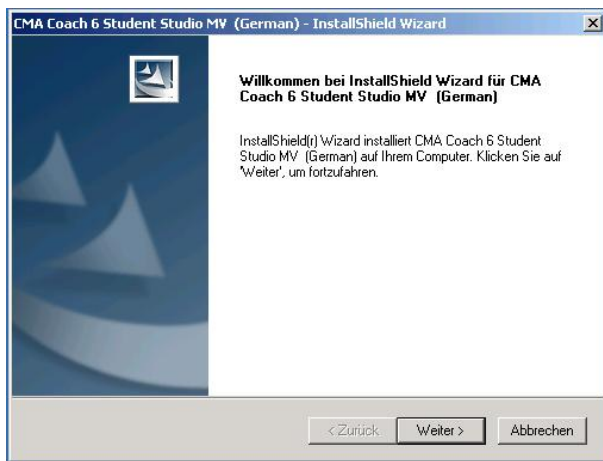 CMA Coach 6 Student Studio MV (German) - InstallShield Wizard
Willkommen bei InstallShield Wizard für CMA
Coach 6 Student Studio MV (German)
InstallShield(r) Wizard installiert CMA Coach 6 Student
Studio MV (German) auf Ihrem Computer. Klicken Sie auf
'Weiter', um fortzufahren.
< Zurück Weiter > Abbrechen